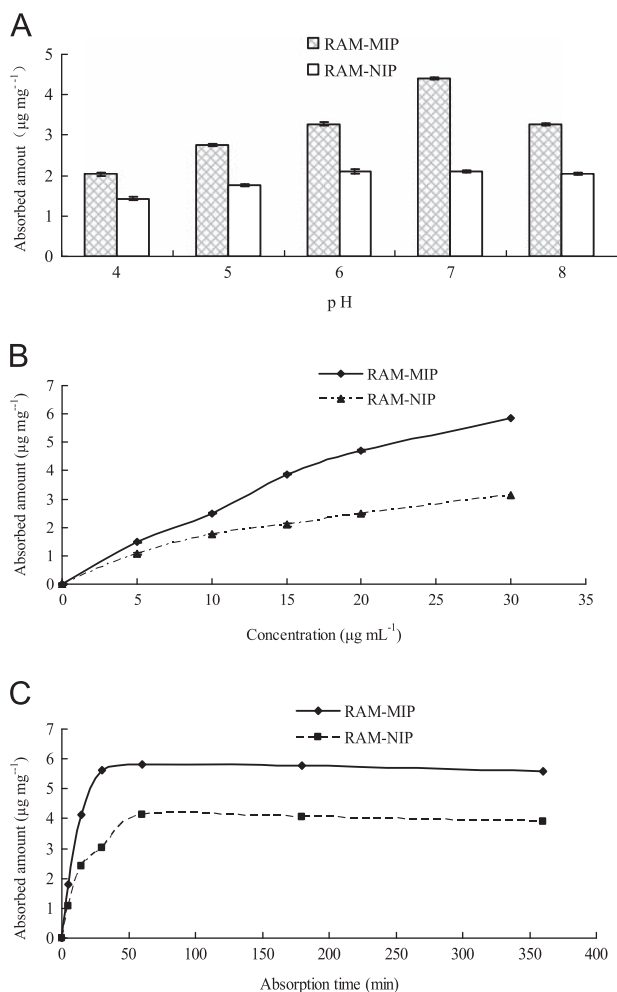 A
RAM-MIP
RAM-NIP
Absorbed amout (μg mg⁻¹)
5
4
3
2
1
0
4 5 6 7 8
p H
B
RAM-MIP
RAM-NIP
Absorbed amount (μg mg⁻¹)
7
6
5
4
3
2
1
0
0 5 10 15 20 25 30 35
Concentration (μg mL⁻¹)
C
RAM-MIP
RAM-NIP
Absorbed amount (μg mg⁻¹)
7
6
5
4
3
2
1
0
0 50 100 150 200 250 300 350 400
Absorption time (min)